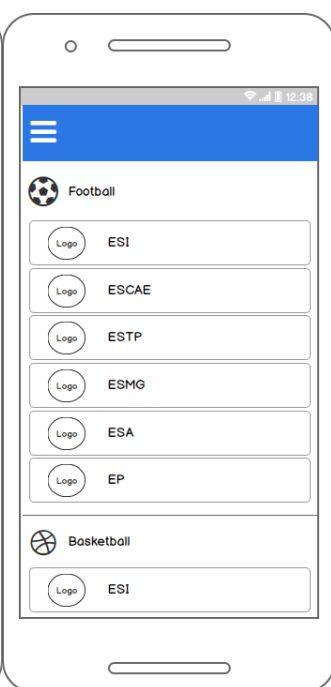 12:38
Football
Logo ESI
Logo ESCAE
Logo ESTP
Logo ESMG
Logo ESA
Logo EP
Basketball
Logo ESI